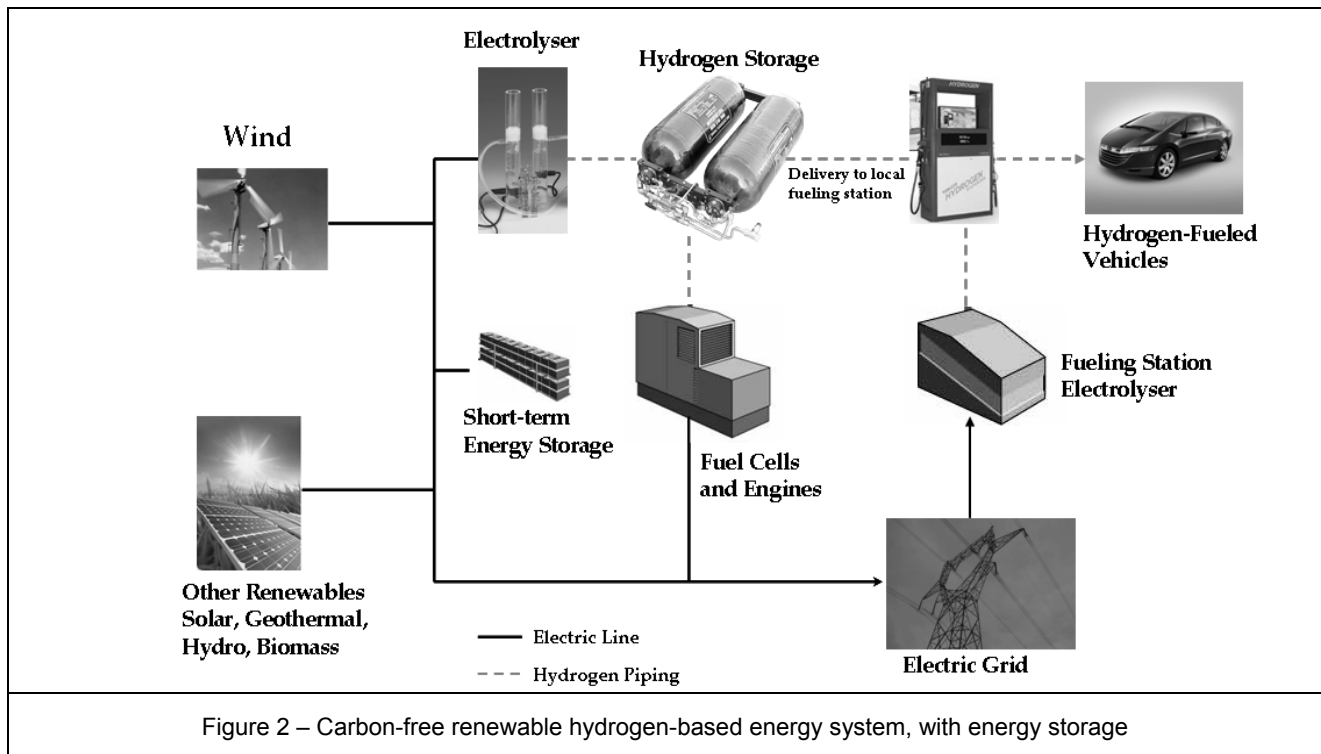 Electrolyser
Hydrogen Storage
HYDROGEN
Wind
Delivery to local
fueling station
HYDROGEN
Hydrogen-Fueled
Vehicles
Short-term
Energy Storage
Fueling Station
Electrolyser
Fuel Cells
and Engines
Other Renewables
Solar, Geothermal,
Hydro, Biomass
Electric Line
Hydrogen Piping
Electric Grid
Figure 2 – Carbon-free renewable hydrogen-based energy system, with energy storage